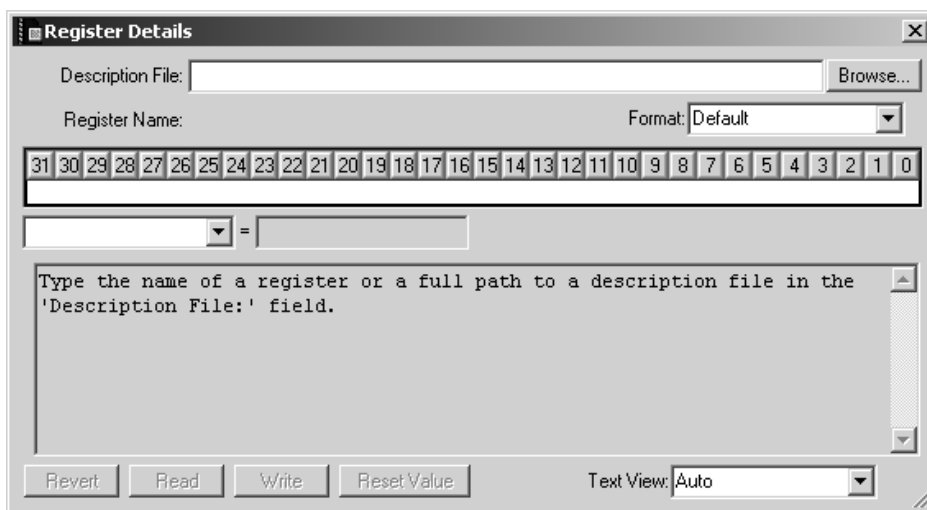 Register Details
Description File: Browse...
Register Name: Format: Default
31 30 29 28 27 26 25 24 23 22 21 20 19 18 17 16 15 14 13 12 11 10 9 8 7 6 5 4 3 2 1 0
=
Type the name of a register or a full path to a description file in the
'Description File:' field.
Revert Read Write Reset Value Text View: Auto